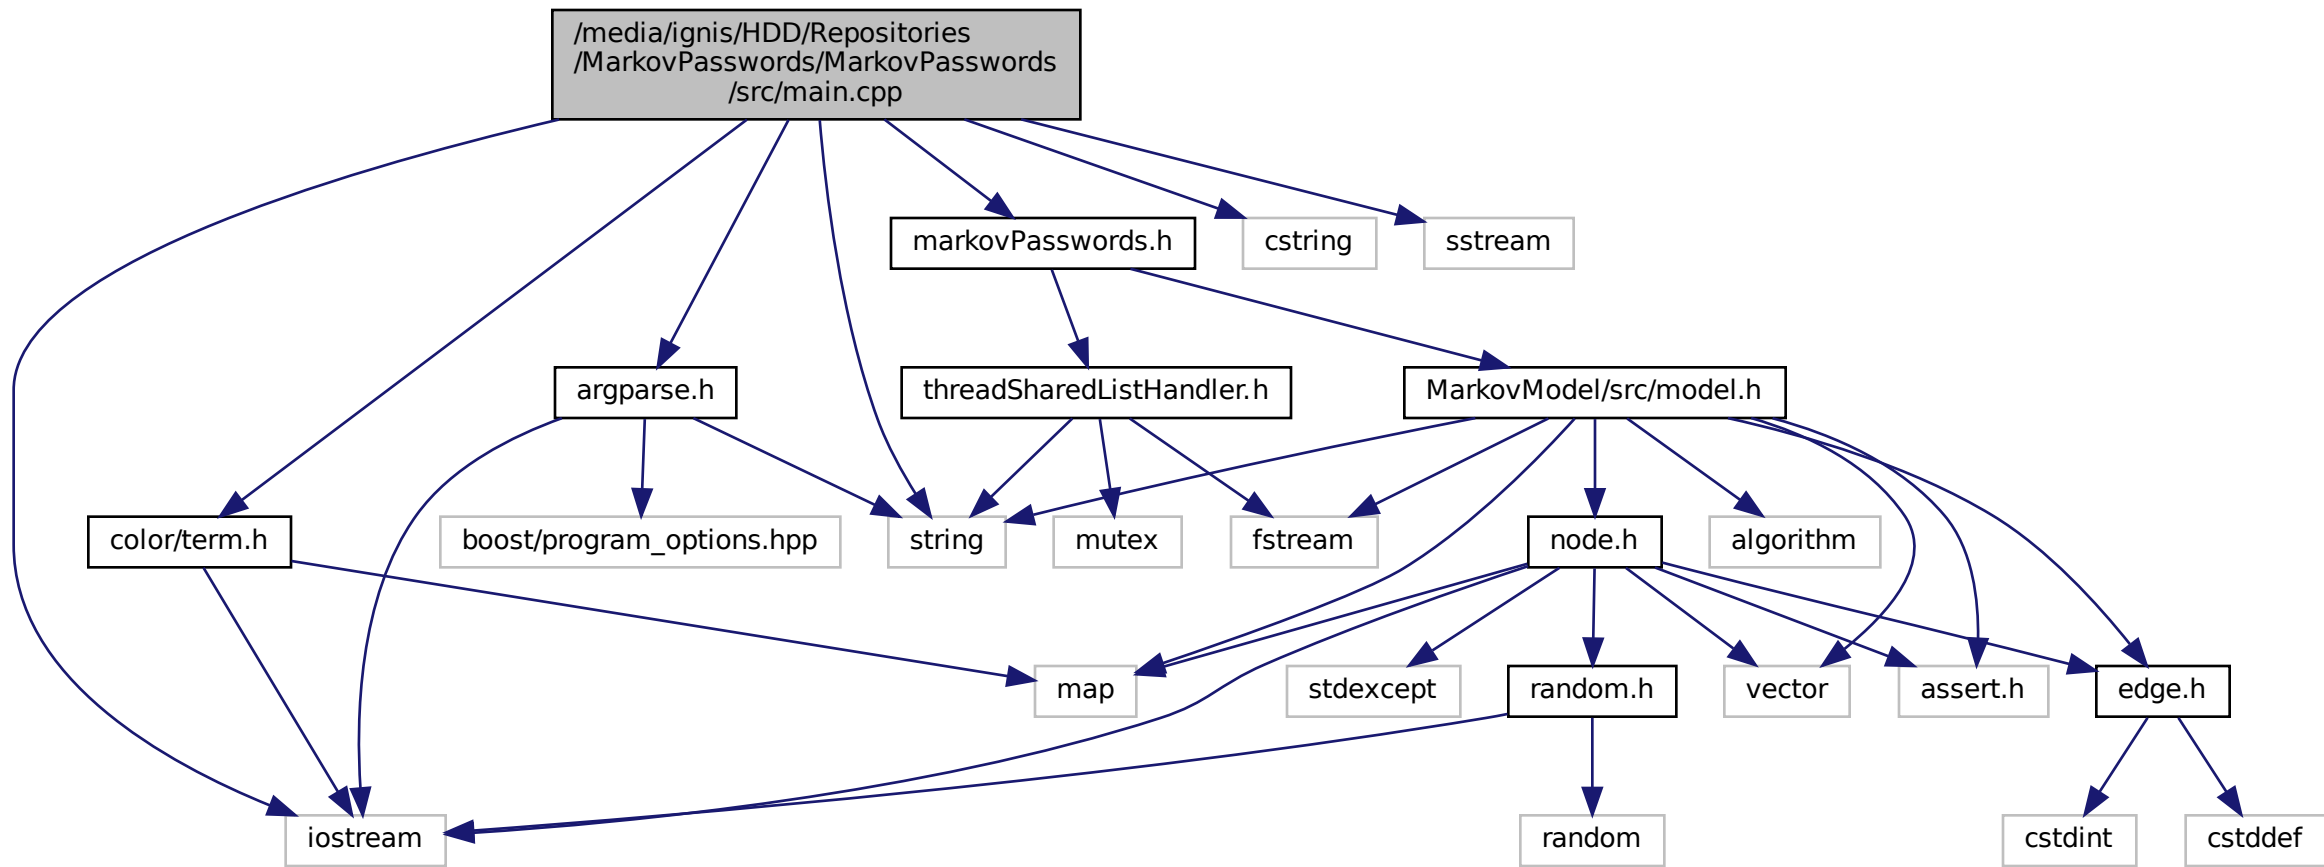 /media/ignis/HDD/Repositories
/MarkovPasswords/MarkovPasswords
/src/main.cpp
markovPasswords.h
cstring
sstream
argparse.h
threadSharedListHandler.h
MarkovModel/src/model.h
color/term.h
boost/program_options.hpp
string
mutex
fstream
node.h
algorithm
map
stdexcept
random.h
vector
assert.h
edge.h
iostream
random
cstdint
cstddef